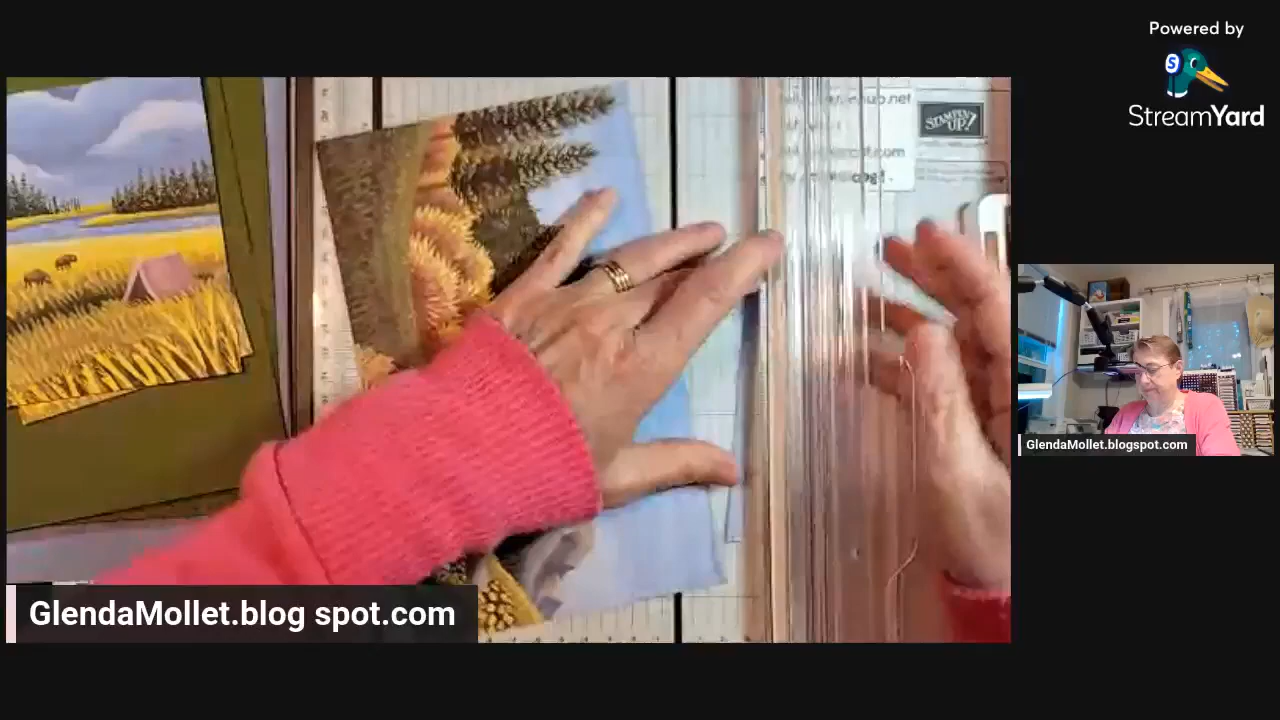 Powered by
S
StreamYard
STAMPIN'
UP!
GlendaMollet.blogspot.com
GlendaMollet.blog spot.com